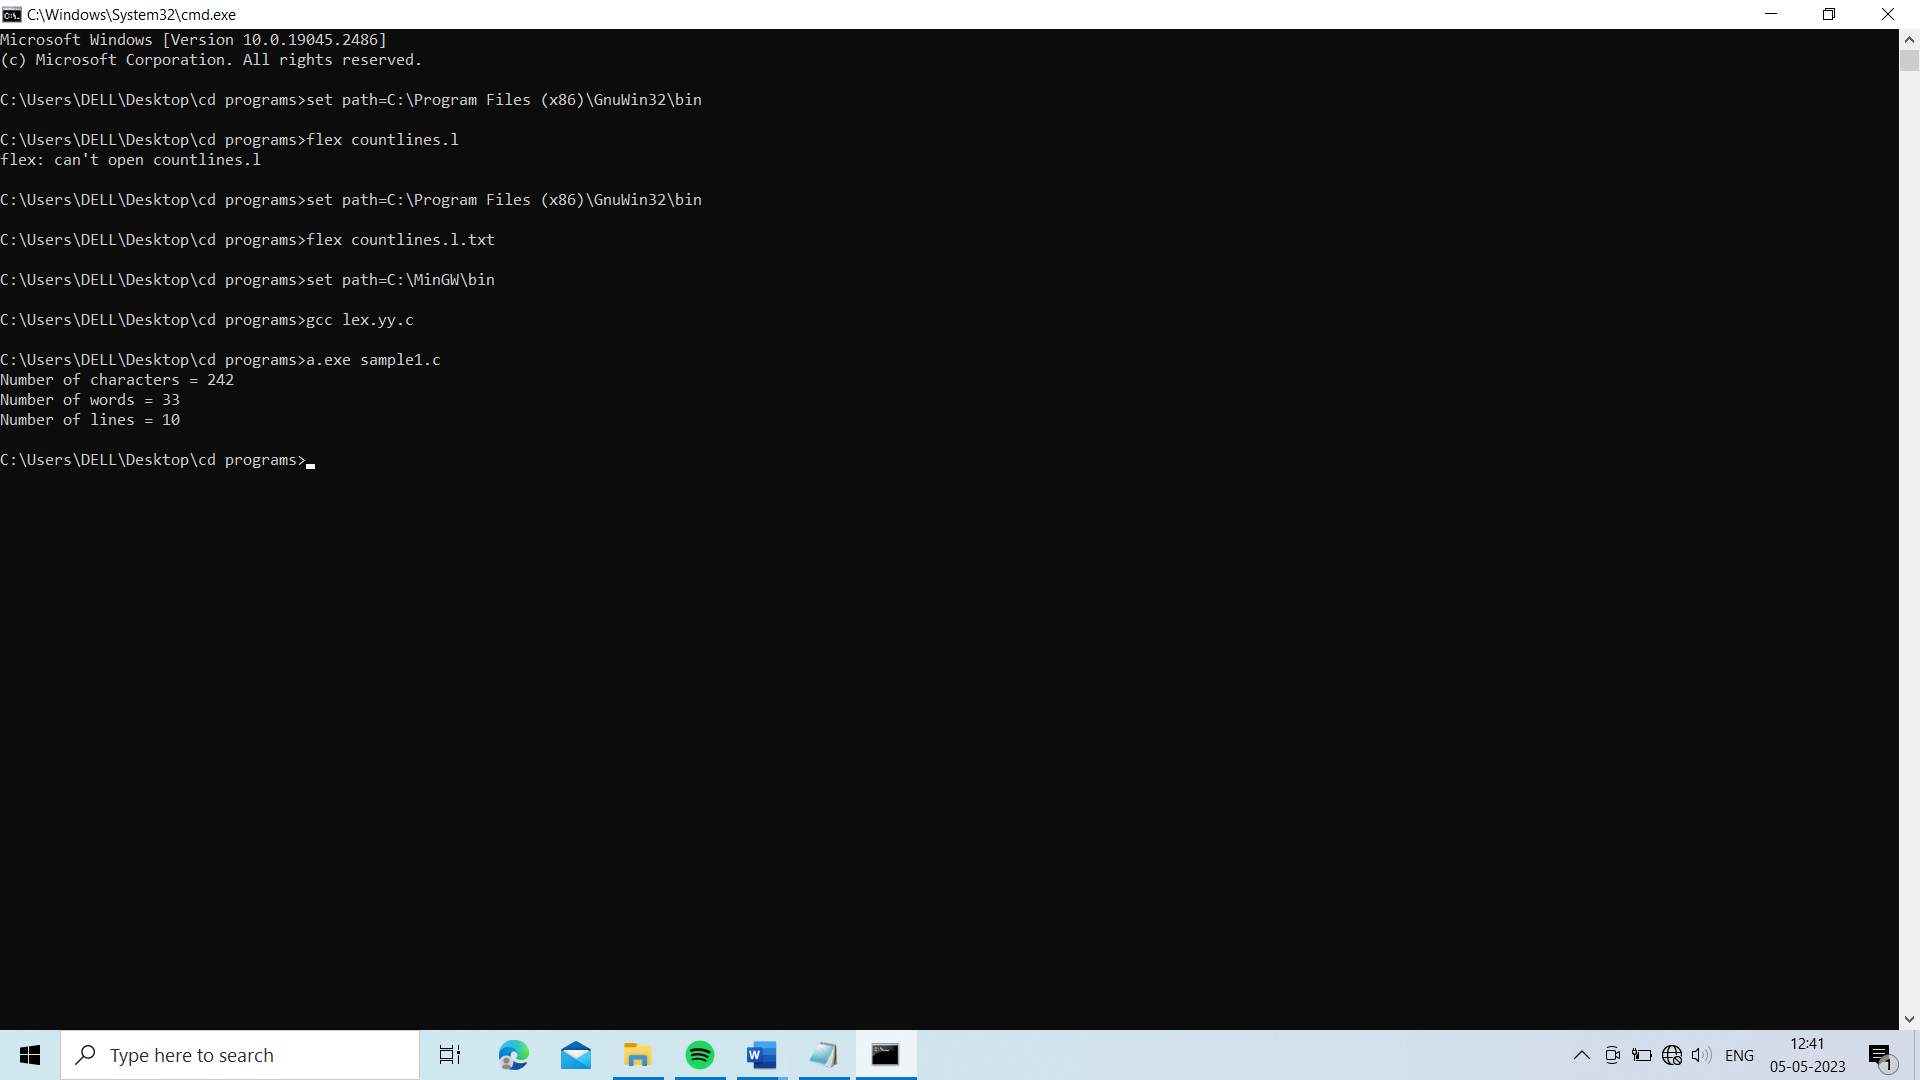 C:\Windows\System32\cmd.exe
Microsoft Windows [Version 10.0.19045.2486]
(c) Microsoft Corporation. All rights reserved.
C:\Users\DELL\Desktop\cd programs>set path=C:\Program Files (x86)\GnuWin32\bin
C:\Users\DELL\Desktop\cd programs>flex countlines.l
flex: can't open countlines.l
C:\Users\DELL\Desktop\cd programs>set path=C:\Program Files (x86)\GnuWin32\bin
C:\Users\DELL\Desktop\cd programs>flex countlines.l.txt
C:\Users\DELL\Desktop\cd programs>set path=C:\MinGW\bin
C:\Users\DELL\Desktop\cd programs>gcc lex.yy.c
C:\Users\DELL\Desktop\cd programs>a.exe sample1.c
Number of characters = 242
Number of words = 33
Number of lines = 10
C:\Users\DELL\Desktop\cd programs>
Type here to search
ENG
12:41
05-05-2023
1